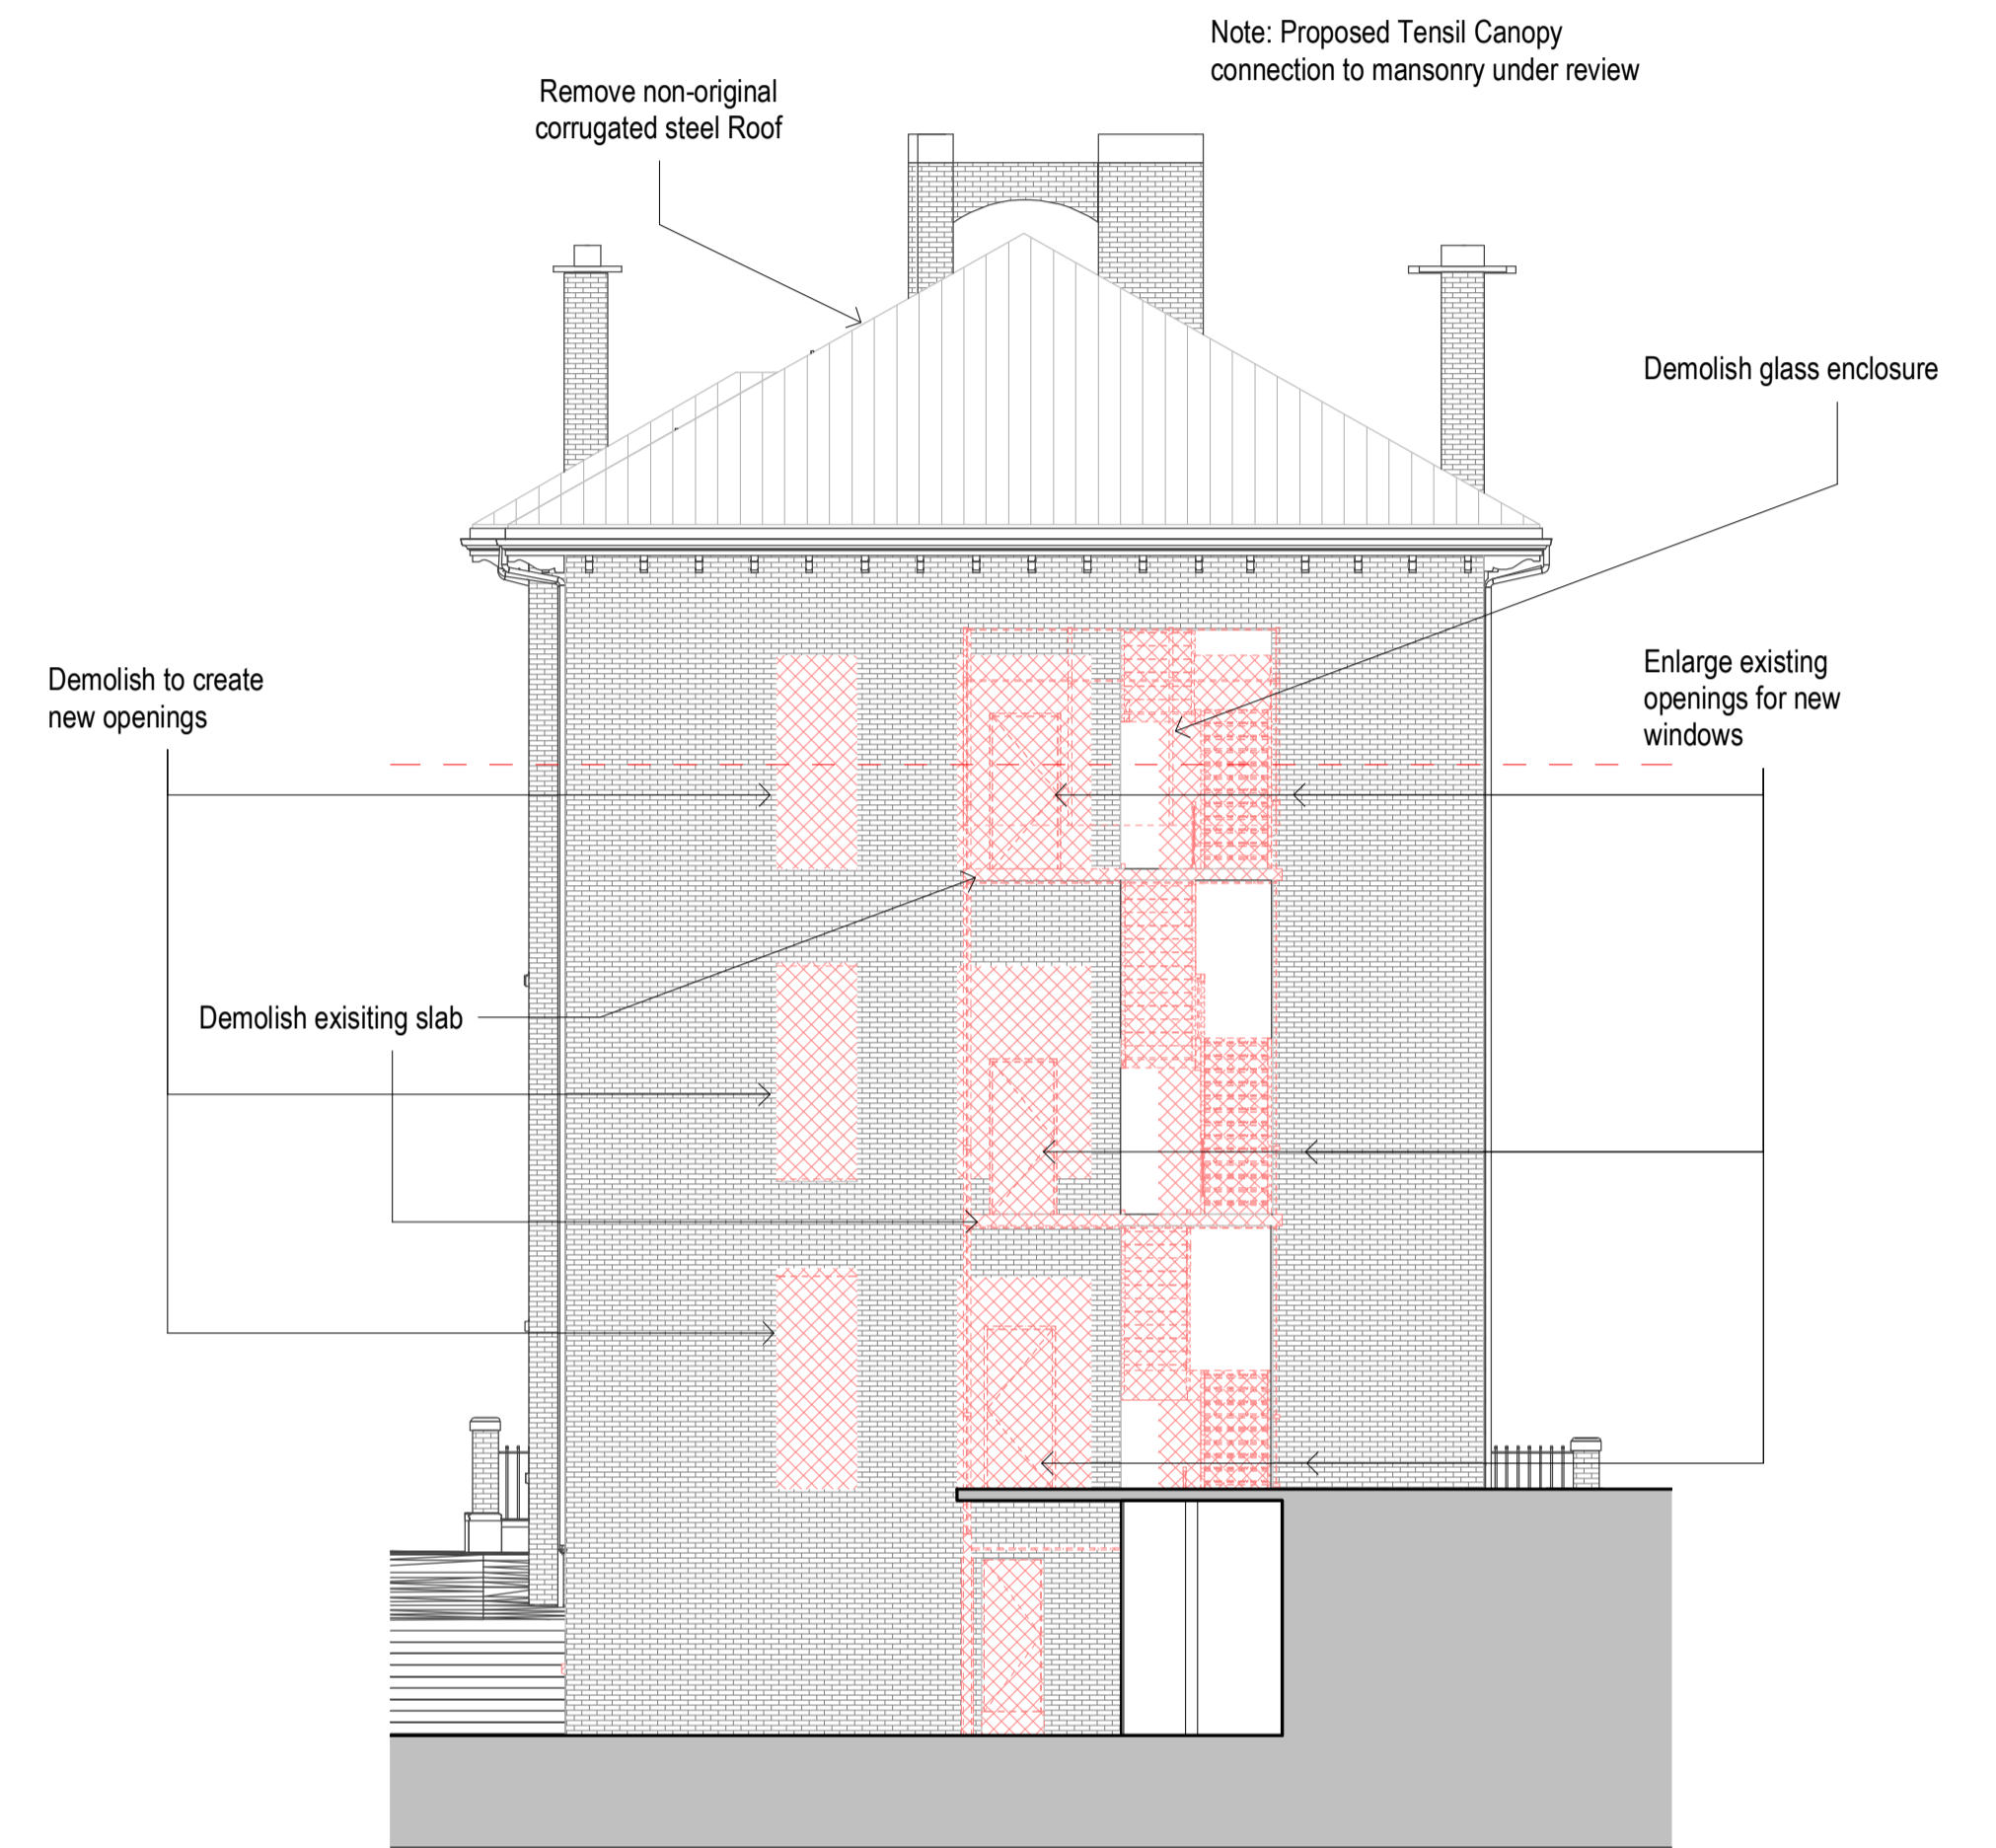 Note: Proposed Tensil Canopy
connection to mansonry under review
Remove non-original
corrugated steel Roof
Demolish glass enclosure
Demolish to create
new openings
Enlarge existing
openings for new
windows
Demolish exisiting slab